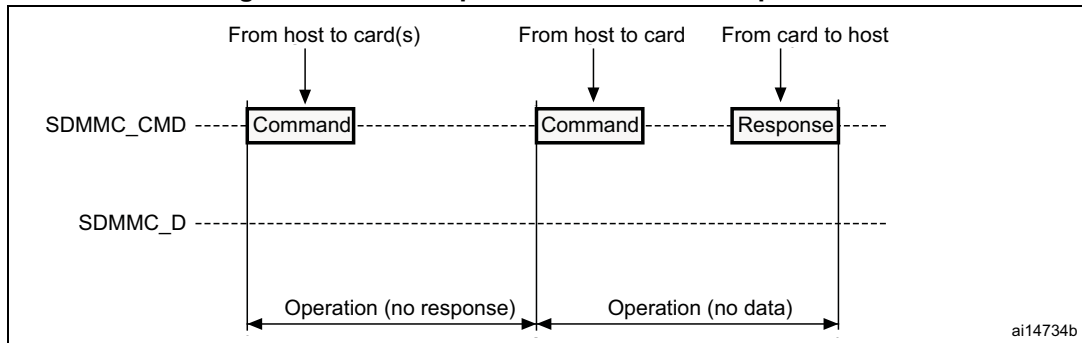 From host to card(s) From host to card From card to host
SDMMC_CMD Command Command Response
SDMMC_D
Operation (no response) Operation (no data)
ai14734b